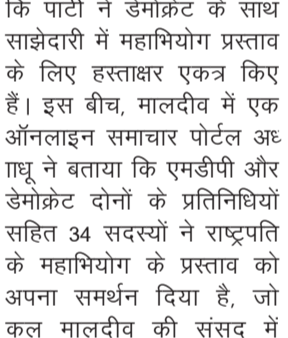 कि पार्टी ने डेमोक्रेट के साथ
साझेदारी में महाभियोग प्रस्ताव
के लिए हस्ताक्षर एकत्र किए
हैं। इस बीच, मालदीव में एक
ऑनलाइन समाचार पोर्टल अध
ाधू ने बताया कि एमडीपी और
डेमोक्रेट दोनों के प्रतिनिधियों
सहित 34 सदस्यों ने राष्ट्रपति
के महाभियोग के प्रस्ताव को
अपना समर्थन दिया है, जो
कल मालदीव की संसद में